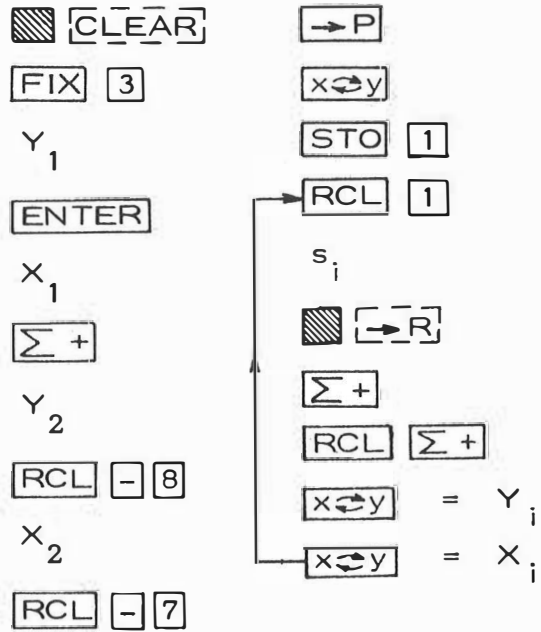 CLEAR
FIX 3
Y1
ENTER
X1
Σ +
Y2
RCL - 8
X2
RCL - 7
→ P
x⇄y
STO 1
RCL 1
si
→ R
Σ +
RCL Σ +
x⇄y = Yi
x⇄y = Xi